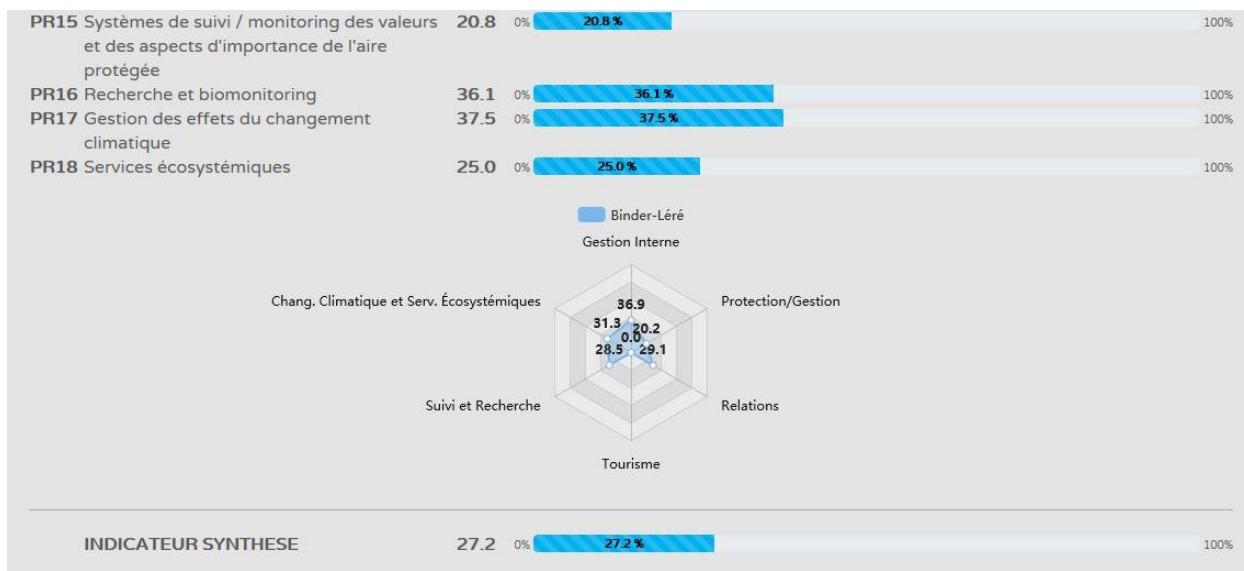 PR15 Systèmes de suivi / monitoring des valeurs 20.8 0% 20.8 % 100%
et des aspects d'importance de l'aire
protégée
PR16 Recherche et biomonitoring 36.1 0% 36.1 % 100%
PR17 Gestion des effets du changement 37.5 0% 37.5 % 100%
climatique
PR18 Services écosystémiques 25.0 0% 25.0 % 100%
Binder-Léré
Gestion Interne
Chang. Climatique et Serv. Écosystémiques
Protection/Gestion
36.9
31.3 20.2
0.0
28.5 29.1
Suivi et Recherche
Relations
Tourisme
INDICATEUR SYNTHESE 27.2 0% 27.2 % 100%